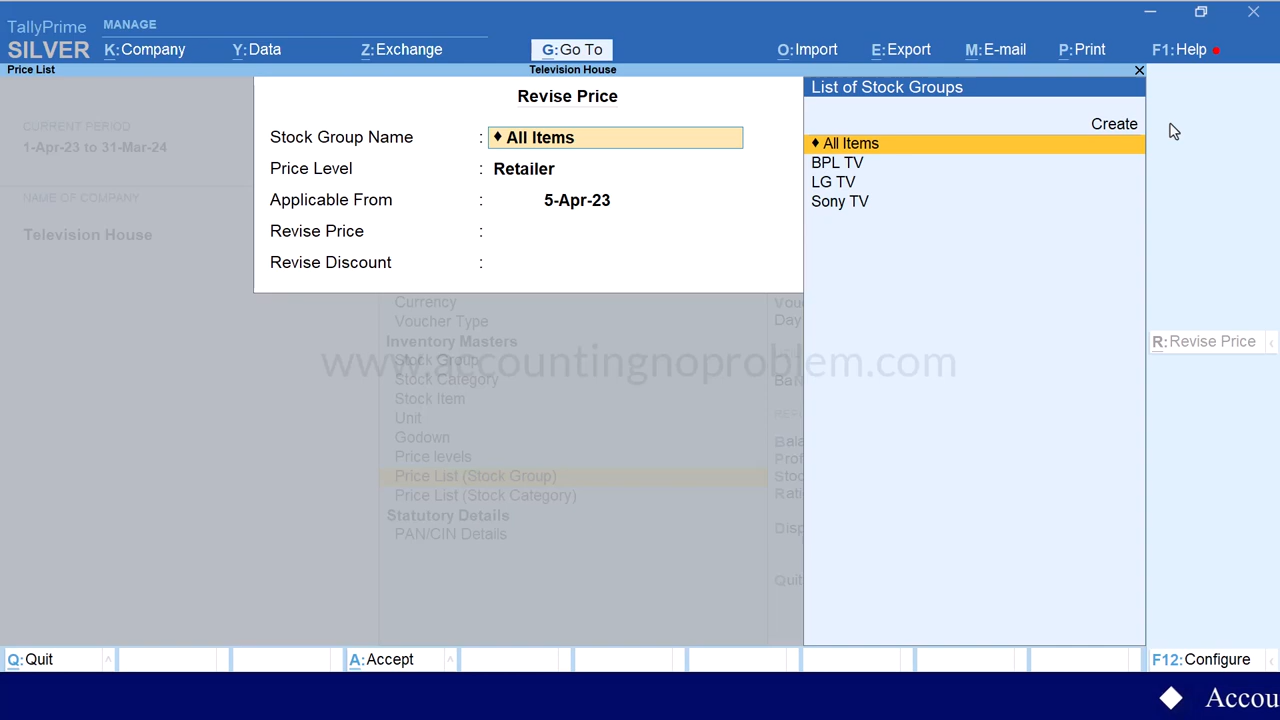 TallyPrime
MANAGE
SILVER
K:Company
Y:Data
Z:Exchange
G:Go To
O:Import
E:Export
M:E-mail
P:Print
F1:Help
Price List
Television House
CURRENT PERIOD
1-Apr-23 to 31-Mar-24
NAME OF COMPANY
Television House
Revise Price
Stock Group Name : ♦ All Items
Price Level : Retailer
Applicable From : 5-Apr-23
Revise Price :
Revise Discount :
List of Stock Groups
Create
♦ All Items
BPL TV
LG TV
Sony TV
Currency
Voucher Type
Inventory Masters
Stock Group
Stock Category
Stock Item
Unit
Godown
Price levels
Price List (Stock Group)
Price List (Stock Category)
Statutory Details
PAN/CIN Details
Day
Quit
www.accountingnoproblem.com
R:Revise Price
Q:Quit
A:Accept
F12:Configure
◆ Accou